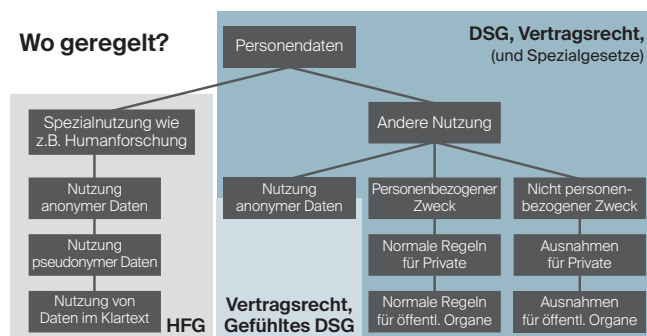 Wo geregelt?
Personendaten
DSG, Vertragsrecht,
(und Spezialgesetze)
Spezialnutzung wie
z.B. Humanforschung
Andere Nutzung
Nutzung
anonymer Daten
Nutzung
anonymer Daten
Personenbezogener
Zweck
Nicht personen-
bezogener Zweck
Nutzung
pseudonymer Daten
Normale Regeln
für Private
Ausnahmen
für Private
Nutzung von
Daten im Klartext
HFG
Vertragsrecht,
Gefühltes DSG
Normale Regeln
für öffentl. Organe
Ausnahmen
für öffentl. Organe